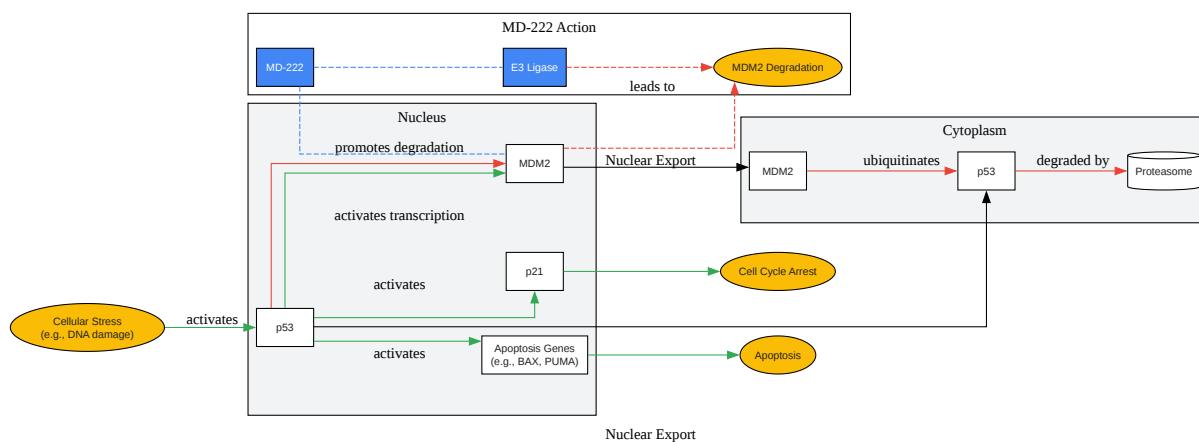 MD-222 Action
MD-222
E3 Ligase
MDM2 Degradation
leads to
Nucleus
Cytoplasm
promotes degradation
MDM2
Nuclear Export
MDM2
ubiquitinates
p53
degraded by
Proteasome
activates transcription
p21
activates
Cell Cycle Arrest
Cellular Stress
(e.g., DNA damage)
activates
p53
activates
Apoptosis Genes
(e.g., BAX, PUMA)
Apoptosis
Nuclear Export